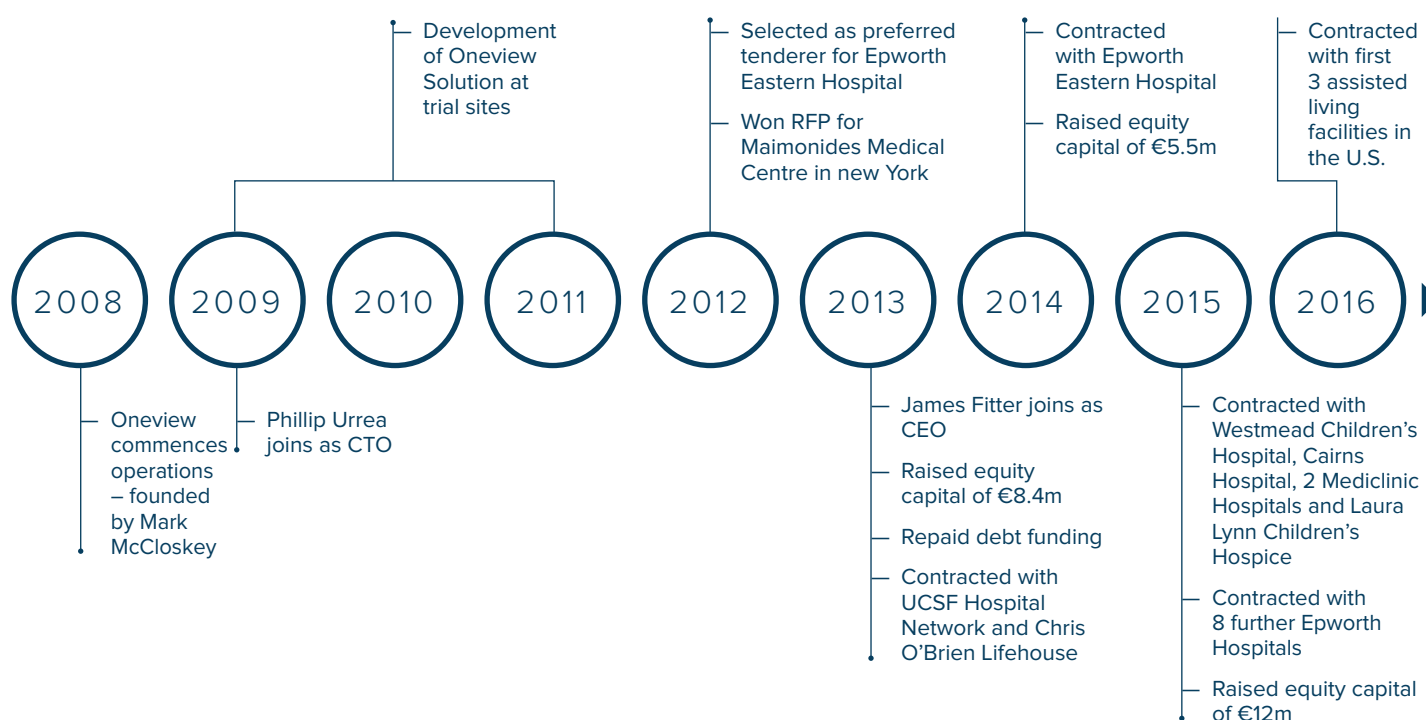 Development
of Oneview
Solution at
trial sites
Selected as preferred
tenderer for Epworth
Eastern Hospital
Won RFP for
Maimonides Medical
Centre in new York
Contracted
with Epworth
Eastern Hospital
Raised equity
capital of €5.5m
Contracted
with first
3 assisted
living
facilities in
the U.S.
2008
2009
2010
2011
2012
2013
2014
2015
2016
Oneview
commences
operations
– founded
by Mark
McCloskey
Phillip Urrea
joins as CTO
James Fitter joins as
CEO
Raised equity
capital of €8.4m
Repaid debt funding
Contracted with
UCSF Hospital
Network and Chris
O’Brien Lifehouse
Contracted with
Westmead Children’s
Hospital, Cairns
Hospital, 2 Mediclinic
Hospitals and Laura
Lynn Children’s
Hospice
Contracted with
8 further Epworth
Hospitals
Raised equity capital
of €12m